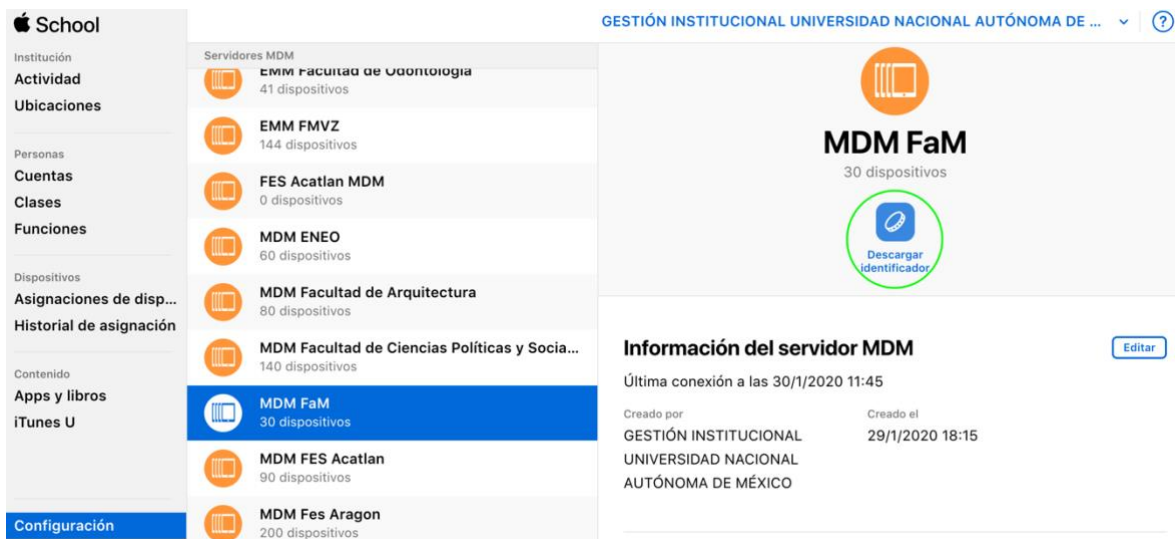 School
GESTIÓN INSTITUCIONAL UNIVERSIDAD NACIONAL AUTÓNOMA DE ...
?
Institución
Actividad
Ubicaciones
Personas
Cuentas
Clases
Funciones
Dispositivos
Asignaciones de disp...
Historial de asignación
Contenido
Apps y libros
iTunes U
Configuración
Servidores MDM
EMM Facultad de Odontología
41 dispositivos
EMM FMVZ
144 dispositivos
FES Acatlan MDM
0 dispositivos
MDM ENEO
60 dispositivos
MDM Facultad de Arquitectura
80 dispositivos
MDM Facultad de Ciencias Políticas y Socia...
140 dispositivos
MDM FaM
30 dispositivos
MDM FES Acatlan
90 dispositivos
MDM Fes Aragon
200 dispositivos
MDM FaM
30 dispositivos
Descargar
identificador
Información del servidor MDM
Editar
Última conexión a las 30/1/2020 11:45
Creado por
GESTIÓN INSTITUCIONAL
UNIVERSIDAD NACIONAL
AUTÓNOMA DE MÉXICO
Creado el
29/1/2020 18:15